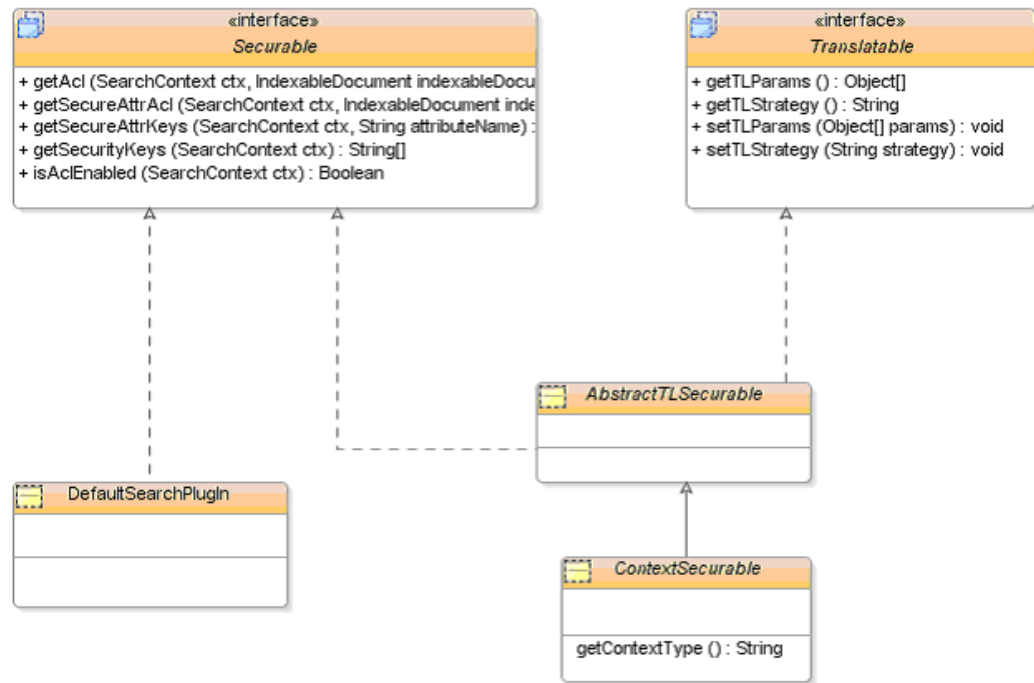 «interface»
Securable
+ getAcl (SearchContext ctx, IndexableDocument indexableDocu
+ getSecureAttrAcl (SearchContext ctx, IndexableDocument inde
+ getSecureAttrKeys (SearchContext ctx, String attributeName) :
+ getSecurityKeys (SearchContext ctx) : String[]
+ isAclEnabled (SearchContext ctx) : Boolean
«interface»
Translatable
+ getTLParams () : Object[]
+ getTLStrategy () : String
+ setTLParams (Object[] params) : void
+ setTLStrategy (String strategy) : void
AbstractTLSecurable
DefaultSearchPlugIn
ContextSecurable
getContextType () : String